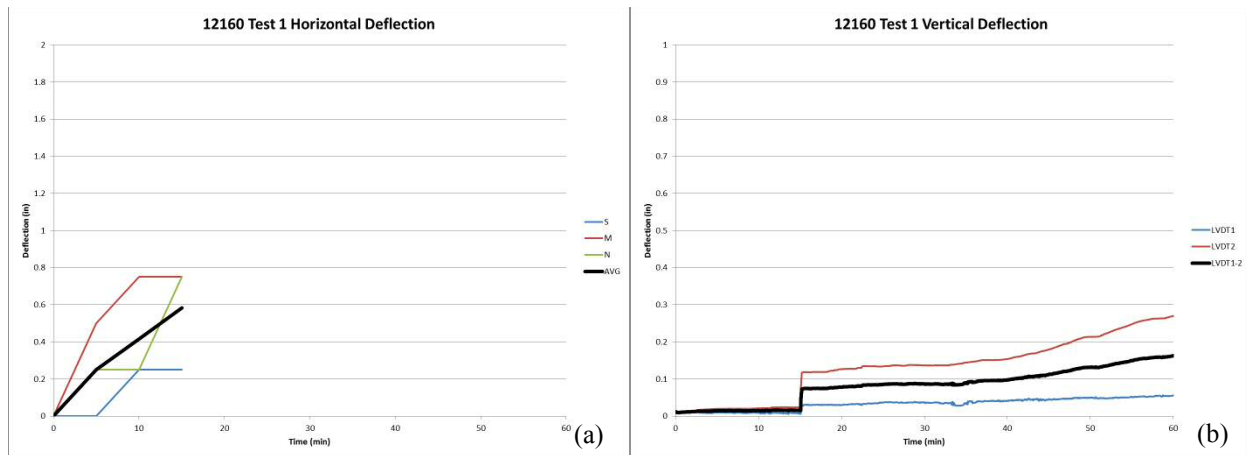 12160 Test 1 Horizontal Deflection
2
1.8
1.6
1.4
1.2
1
0.8
0.6
0.4
0.2
0
0 10 20 30 40 50 60
Deflection (in)
Time (min)
S
M
N
AVG
(a)
12160 Test 1 Vertical Deflection
1
0.9
0.8
0.7
0.6
0.5
0.4
0.3
0.2
0.1
0
0 10 20 30 40 50 60
Deflection (in)
Time (min)
LVDT1
LVDT2
LVDT1-2
(b)